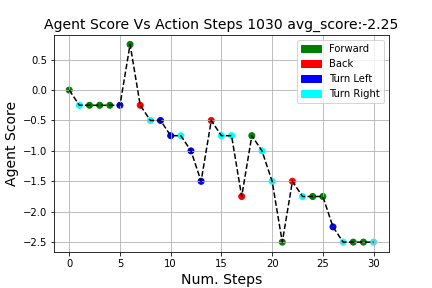 Agent Score Vs Action Steps 1030 avg_score:-2.25
Forward
Back
Turn Left
Turn Right
Agent Score
0.5
0.0
−0.5
−1.0
−1.5
−2.0
−2.5
0 5 10 15 20 25 30
Num. Steps